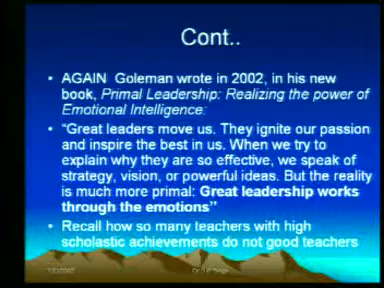 Cont..
• AGAIN Goleman wrote in 2002, in his new
book, Primal Leadership: Realizing the power of
Emotional Intelligence:
• “Great leaders move us. They ignite our passion
and inspire the best in us. When we try to
explain why they are so effective, we speak of
strategy, vision, or powerful ideas. But the reality
is much more primal: Great leadership works
through the emotions”
• Recall how so many teachers with high
scholastic achievements do not good teachers